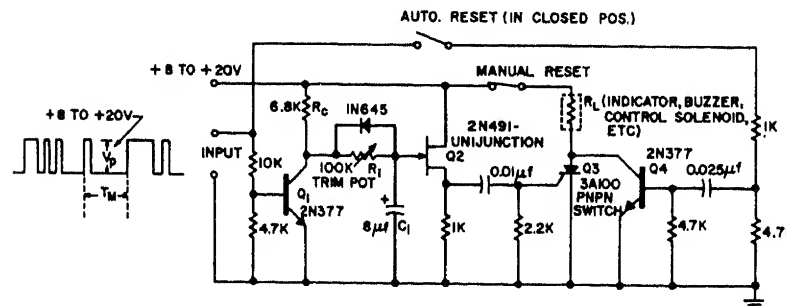 AUTO. RESET (IN CLOSED POS.)
+8 TO +20V
MANUAL RESET
6.8K
RC
IN645
RL (INDICATOR, BUZZER,
CONTROL SOLENOID,
ETC)
+8 TO +20V
VP
TM
INPUT
10K
100K
TRIM POT
R1
2N491-
UNIJUNCTION
Q2
0.01µf
Q3
3A100
PNPN
SWITCH
2N377
Q4
0.025µf
1K
Q1
2N377
4.7K
+
8µf
C1
1K
2.2K
4.7K
4.7